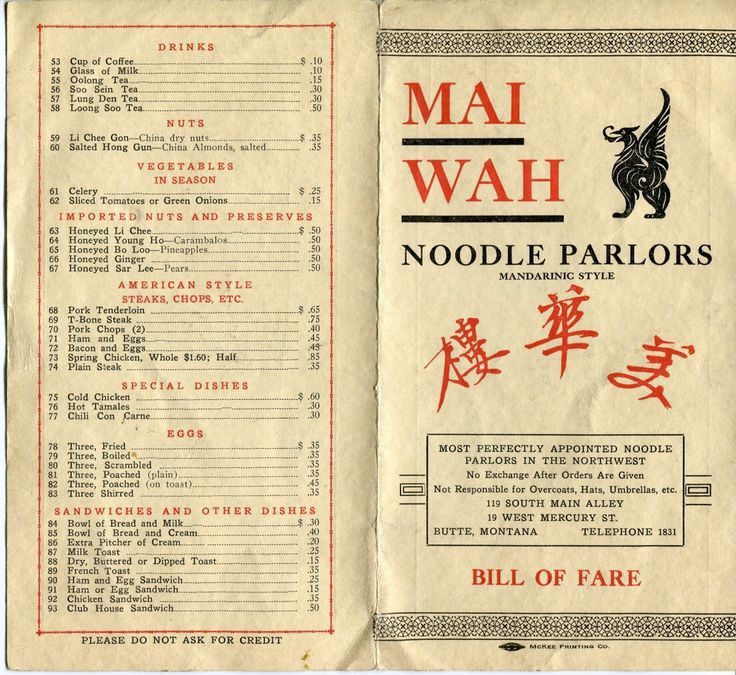 DRINKS
53 Cup of Coffee $ .10
54 Glass of Milk .10
55 Oolong Tea .15
56 Soo Sein Tea .30
57 Lung Den Tea .30
58 Loong Soo Tea .50
NUTS
59 Li Chee Gon—China dry nuts $ .35
60 Salted Hong Gun—China Almonds, salted .35
VEGETABLES
IN SEASON
61 Celery $ .25
62 Sliced Tomatoes or Green Onions .15
IMPORTED NUTS AND PRESERVES
63 Honeyed Li Chee $ .50
64 Honeyed Young Ho—Carambalos .50
65 Honeyed Bo Loo—Pineapples .50
66 Honeyed Ginger .50
67 Honeyed Sar Lee—Pears .50
AMERICAN STYLE
STEAKS, CHOPS, ETC.
68 Pork Tenderloin $ .65
69 T-Bone Steak .75
70 Pork Chops (2) .40
71 Ham and Eggs .45
72 Bacon and Eggs .45
73 Spring Chicken, Whole $1.60; Half .85
74 Plain Steak .35
SPECIAL DISHES
75 Cold Chicken $ .60
76 Hot Tamales .30
77 Chili Con Carne .30
EGGS
78 Three, Fried $ .35
79 Three, Boiled .35
80 Three, Scrambled .35
81 Three, Poached (plain) .35
82 Three, Poached (on toast) .45
83 Three Shirred .35
SANDWICHES AND OTHER DISHES
84 Bowl of Bread and Milk $ .30
85 Bowl of Bread and Cream .40
86 Extra Pitcher of Cream .20
87 Milk Toast .25
88 Dry, Buttered or Dipped Toast .15
89 French Toast .35
90 Ham and Egg Sandwich .25
91 Ham or Egg Sandwich .15
92 Chicken Sandwich .35
93 Club House Sandwich .50
PLEASE DO NOT ASK FOR CREDIT
MAI
WAH
NOODLE PARLORS
MANDARINIC STYLE
樓華美
MOST PERFECTLY APPOINTED NOODLE
PARLORS IN THE NORTHWEST
No Exchange After Orders Are Given
Not Responsible for Overcoats, Hats, Umbrellas, etc.
119 SOUTH MAIN ALLEY
19 WEST MERCURY ST.
BUTTE, MONTANA TELEPHONE 1831
BILL OF FARE
MCKEE PRINTING CO.